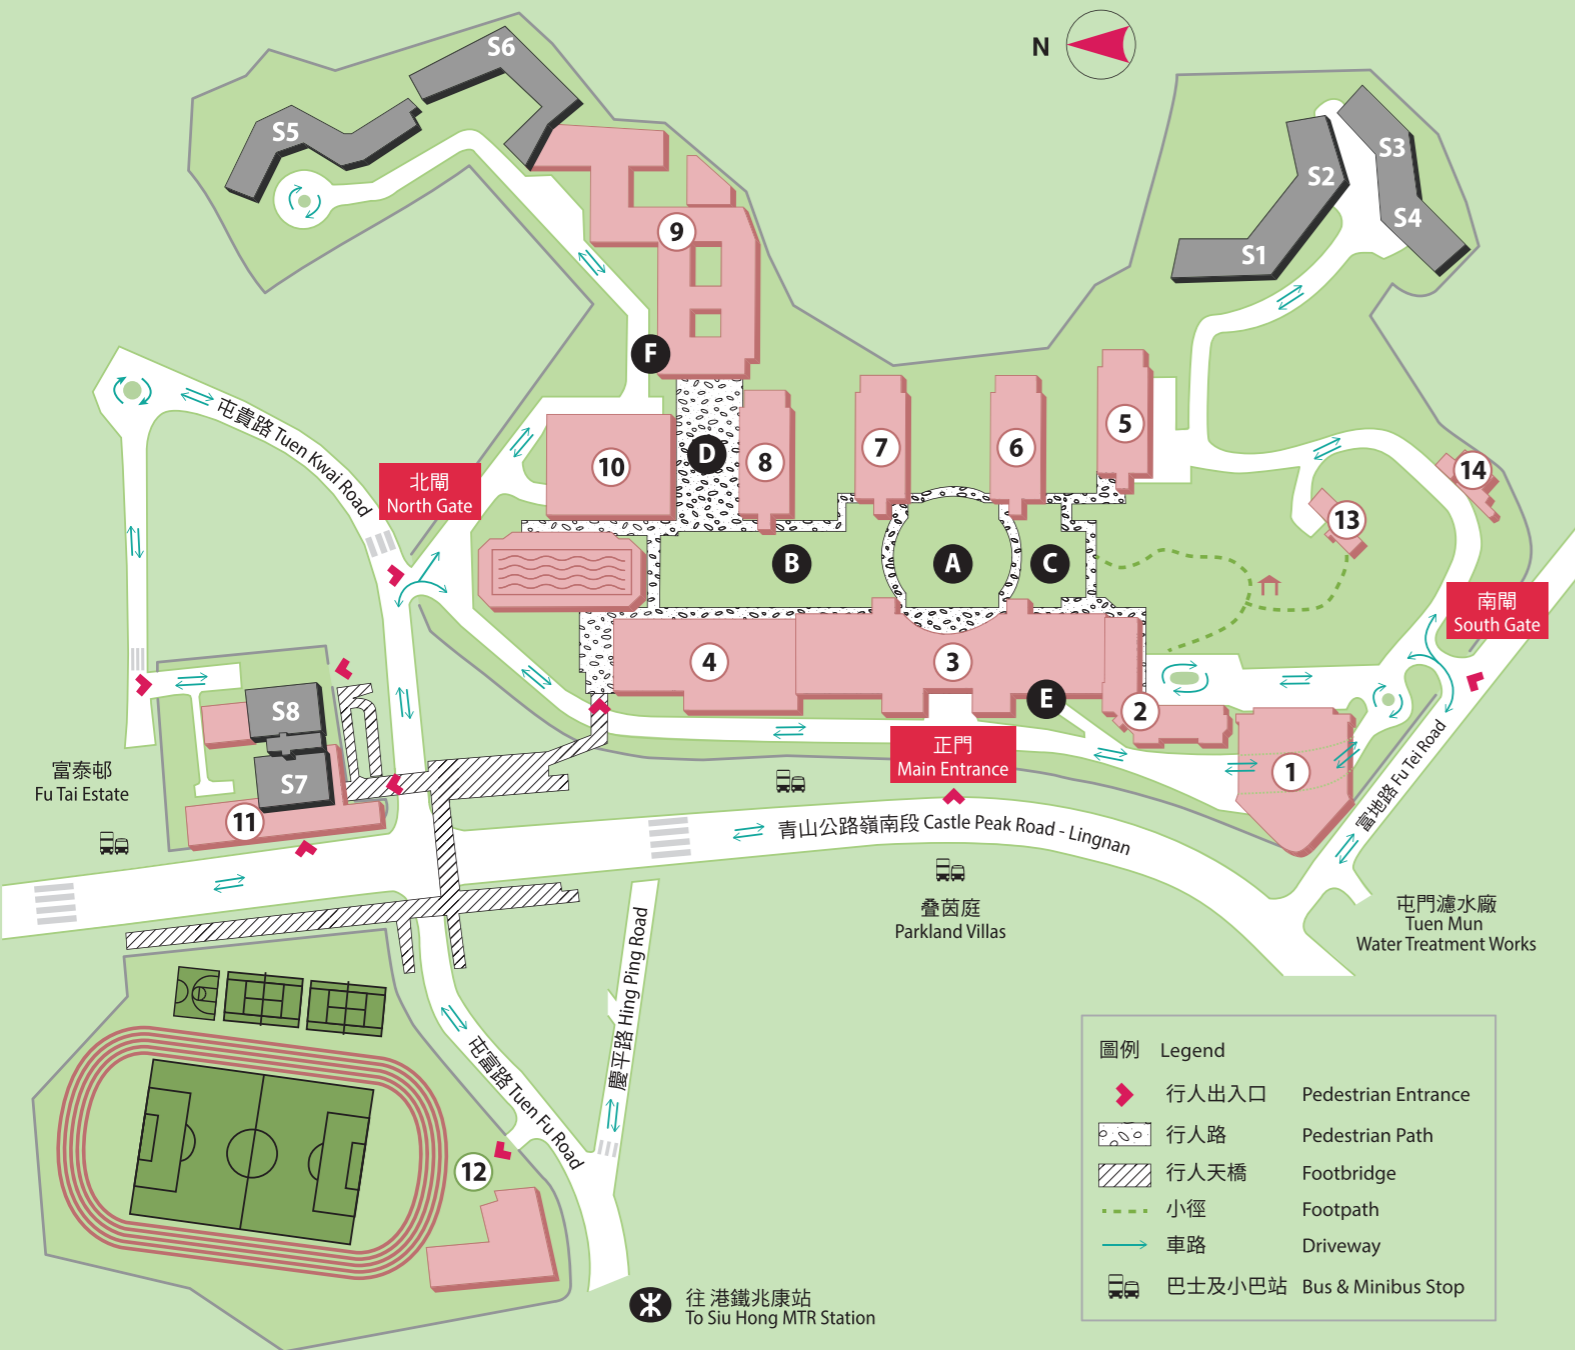 S6
N
S5
S3
S2
S4
9
S1
F
屯貴路 Tuen Kwai Road
5
7
6
D
8
10
14
北閘
North Gate
13
B
A
C
南閘
South Gate
4
3
E
2
S8
正門
Main Entrance
富泰邨
Fu Tai Estate
S7
1
富地路 Fu Tei Road
11
青山公路嶺南段 Castle Peak Road - Lingnan
叠茵庭
Parkland Villas
屯門濾水廠
Tuen Mun
Water Treatment Works
慶平路 Hing Ping Road
屯富路 Tuen Fu Road
12
圖例 Legend
行人出入口 Pedestrian Entrance
行人路 Pedestrian Path
行人天橋 Footbridge
小徑 Footpath
車路 Driveway
巴士及小巴站 Bus & Minibus Stop
往 港鐵兆康站
To Siu Hong MTR Station